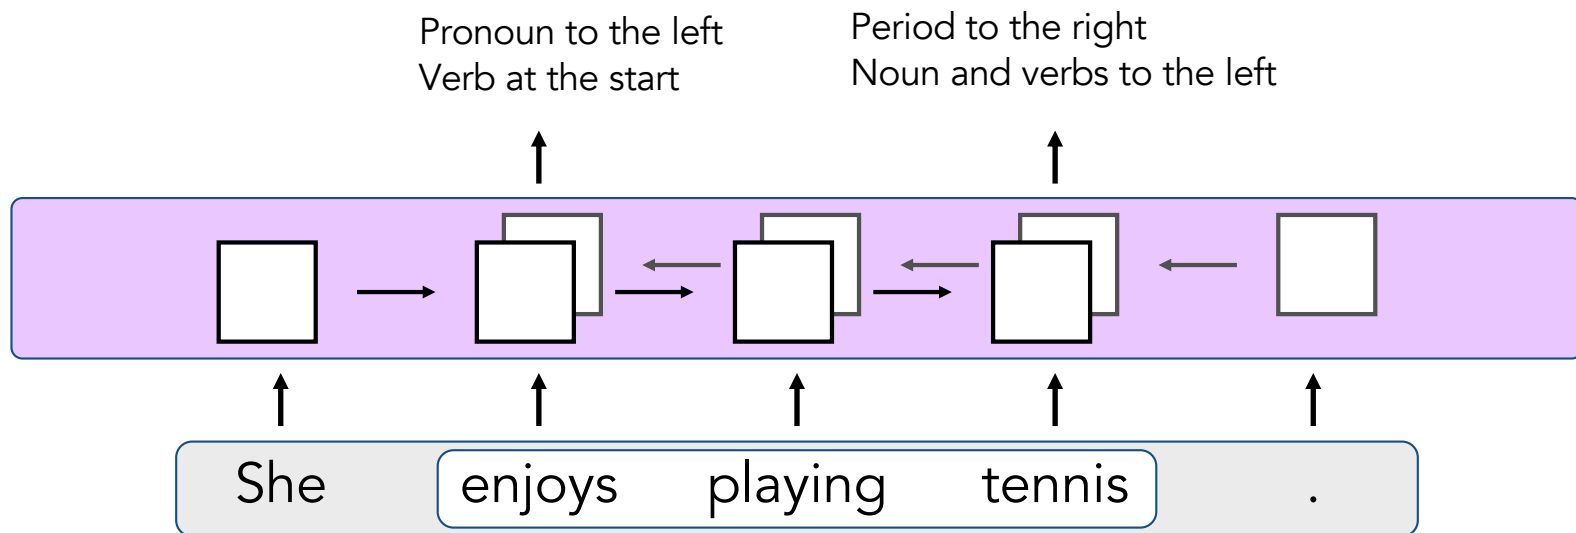 Pronoun to the left
Verb at the start
Period to the right
Noun and verbs to the left
She enjoys playing tennis .